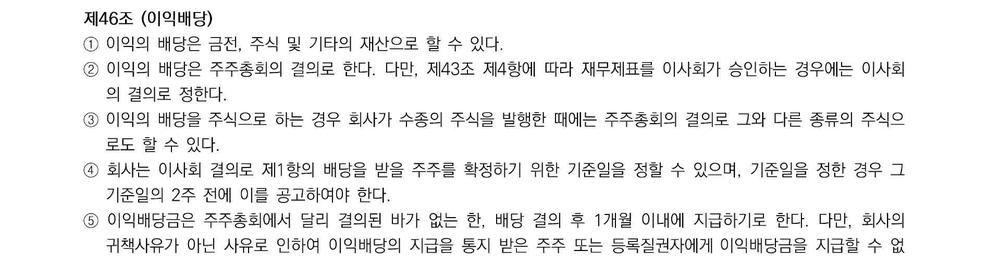 제46조 (이익배당)
① 이익의 배당은 금전, 주식 및 기타의 재산으로 할 수 있다.
② 이익의 배당은 주주총회의 결의로 한다. 다만, 제43조 제4항에 따라 재무제표를 이사회가 승인하는 경우에는 이사회
의 결의로 정한다.
③ 이익의 배당을 주식으로 하는 경우 회사가 수종의 주식을 발행한 때에는 주주총회의 결의로 그와 다른 종류의 주식으
로도 할 수 있다.
④ 회사는 이사회 결의로 제1항의 배당을 받을 주주를 확정하기 위한 기준일을 정할 수 있으며, 기준일을 정한 경우 그
기준일의 2주 전에 이를 공고하여야 한다.
⑤ 이익배당금은 주주총회에서 달리 결의된 바가 없는 한, 배당 결의 후 1개월 이내에 지급하기로 한다. 다만, 회사의
귀책사유가 아닌 사유로 인하여 이익배당의 지급을 통지 받은 주주 또는 등록질권자에게 이익배당금을 지급할 수 없